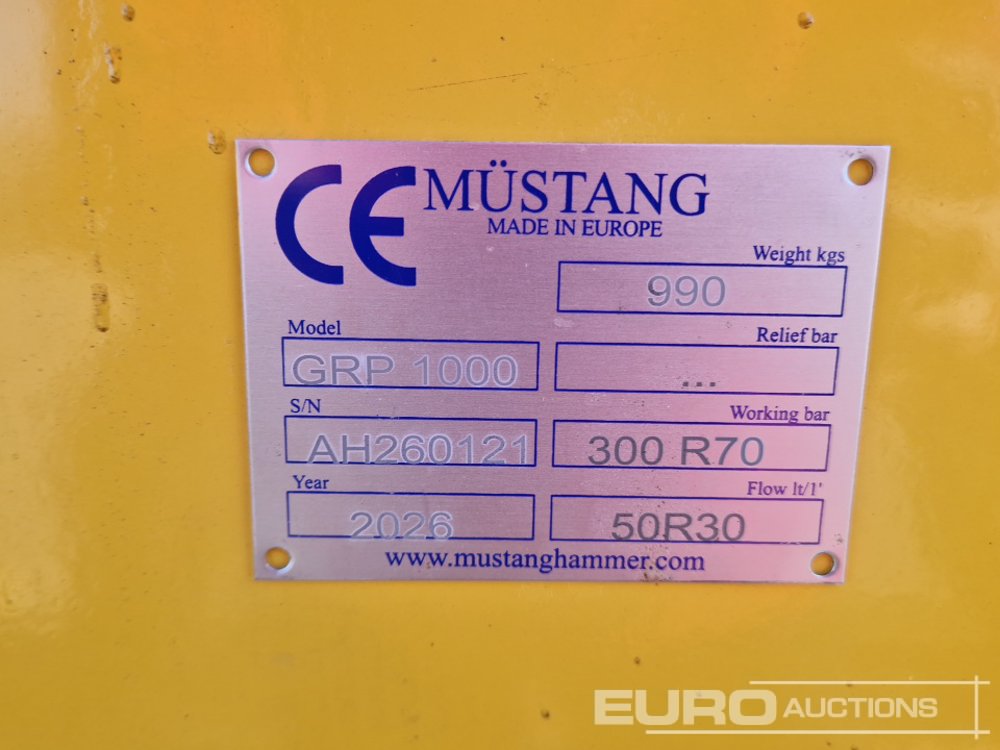 CE MÜSTANG
MADE IN EUROPE
Weight kgs
990
Model
GRP 1000
Relief bar
...
S/N
AH260121
Working bar
300 R70
Year
2026
Flow lt/1'
50R30
www.mustanghammer.com
EURO AUCTIONS